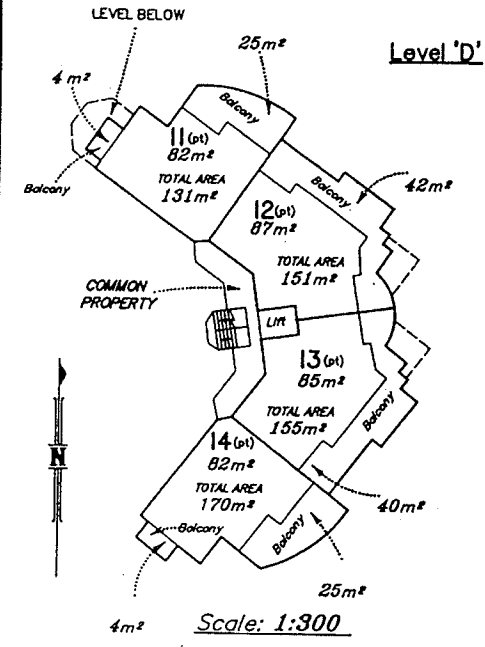 LEVEL BELOW
25m²
Level 'D'
4 m²
Balcony
11(pt)
82m²
TOTAL AREA
131m²
Balcony
Balcony
42m²
12(pt)
87m²
TOTAL AREA
151m²
COMMON
PROPERTY
Lift
13(pt)
85m²
TOTAL AREA
155m²
Balcony
14(pt)
82m²
TOTAL AREA
170m²
N
Balcony
Balcony
40m²
25m²
4m²
Scale: 1:300